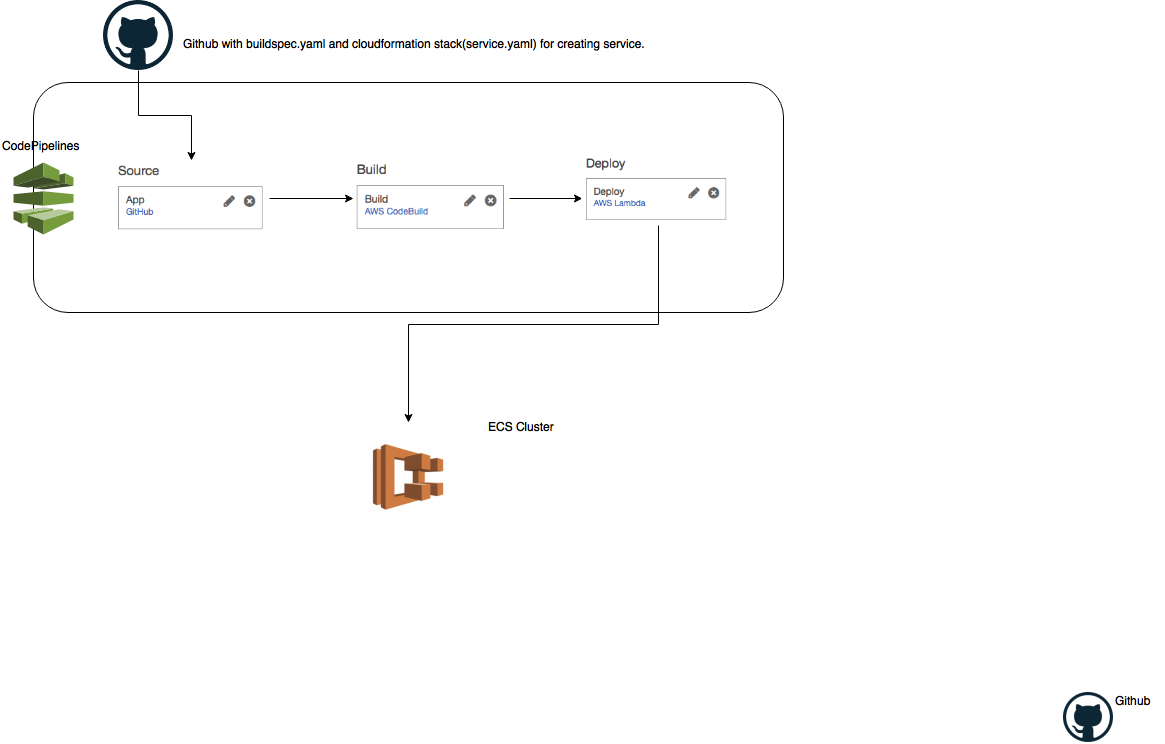 Github with buildspec.yaml and cloudformation stack(service.yaml) for creating service.
CodePipelines
Source
App
GitHub
Build
Build
AWS CodeBuild
Deploy
Deploy
AWS Lambda
ECS Cluster
Github